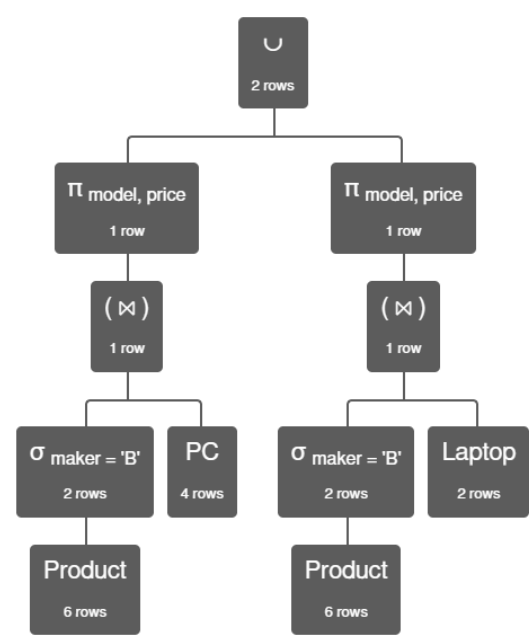 ∪
2 rows
π model, price
1 row
π model, price
1 row
( ⋈ )
1 row
( ⋈ )
1 row
σ maker = 'B'
2 rows
PC
4 rows
σ maker = 'B'
2 rows
Laptop
2 rows
Product
6 rows
Product
6 rows